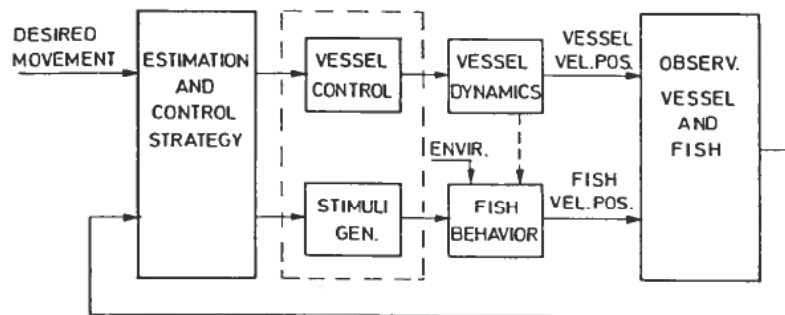 DESIRED
MOVEMENT
ESTIMATION
AND
CONTROL
STRATEGY
VESSEL
CONTROL
VESSEL
DYNAMICS
VESSEL
VEL.POS.
OBSERV.
VESSEL
AND
FISH
STIMULI
GEN.
ENVIR.
FISH
BEHAVIOR
FISH
VEL.POS.